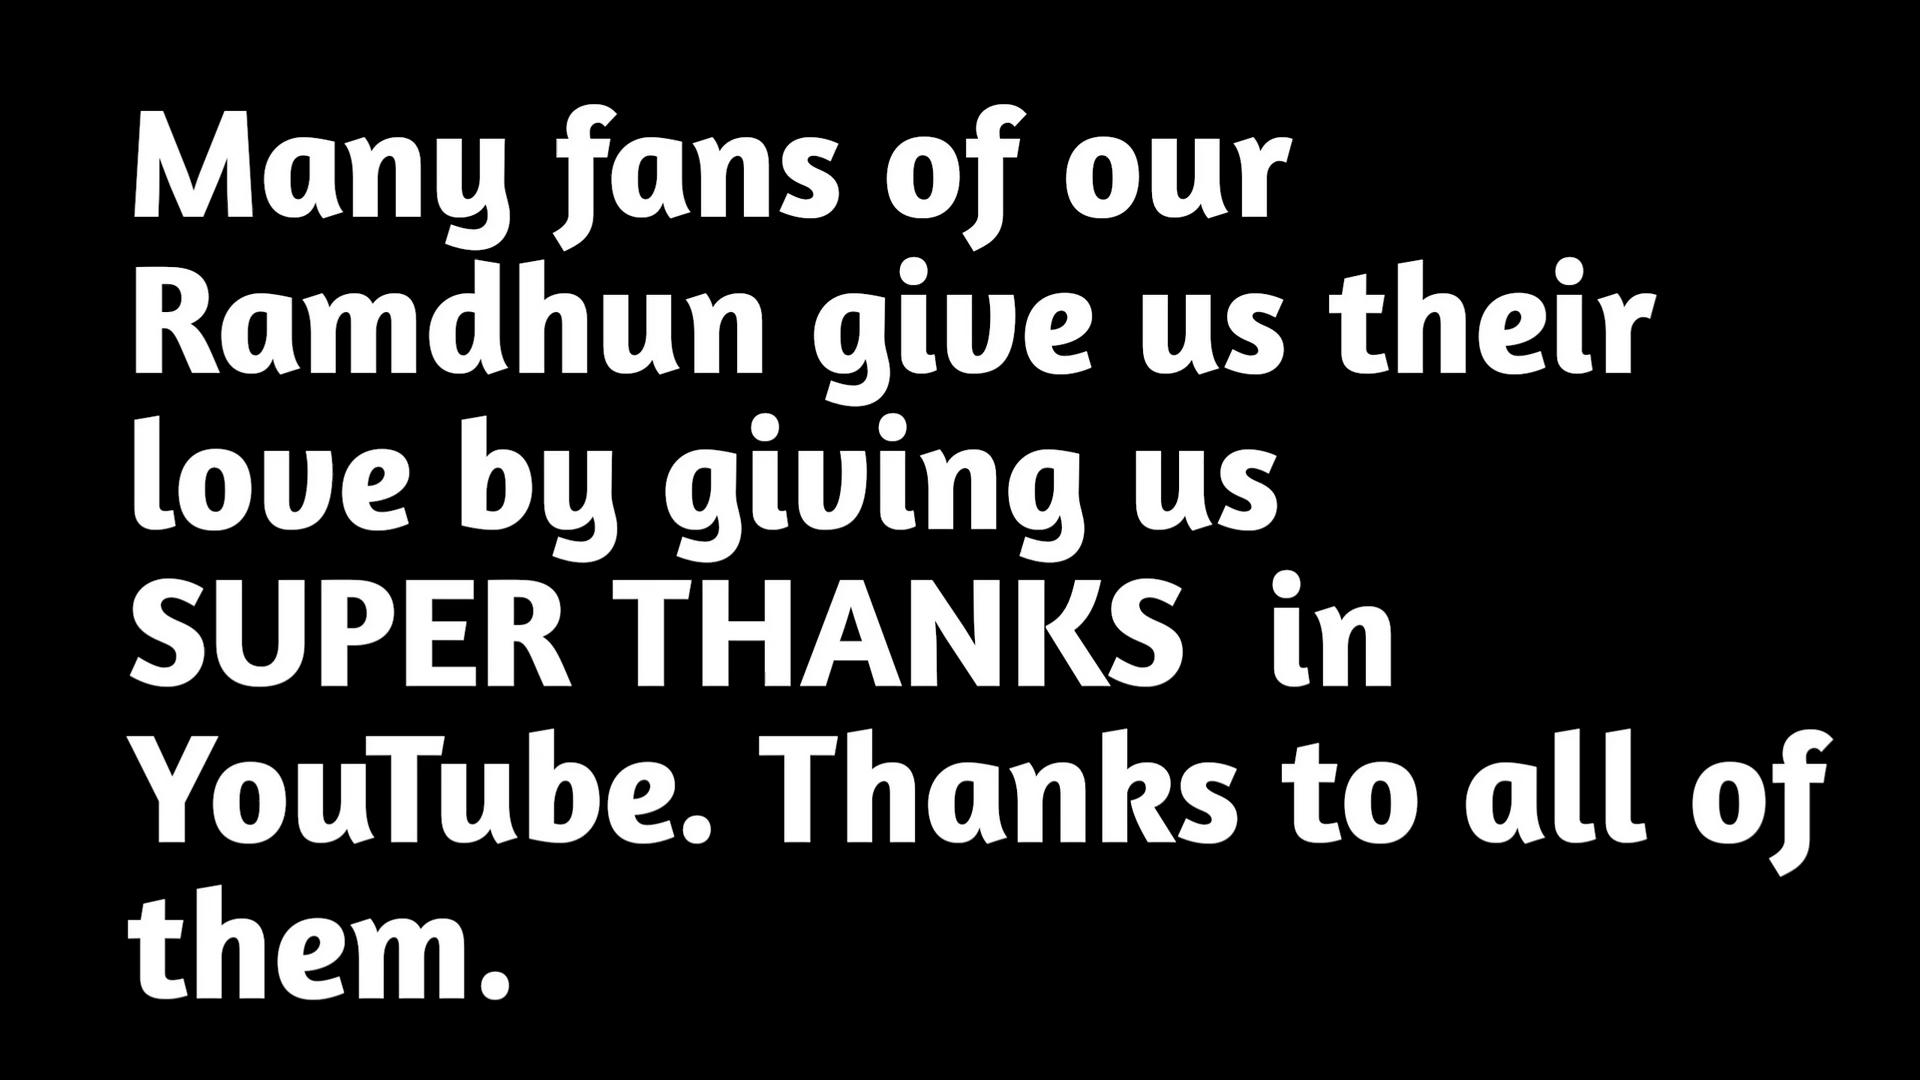 Many fans of our
Ramdhun give us their
love by giving us
SUPER THANKS  in
YouTube. Thanks to all of
them.